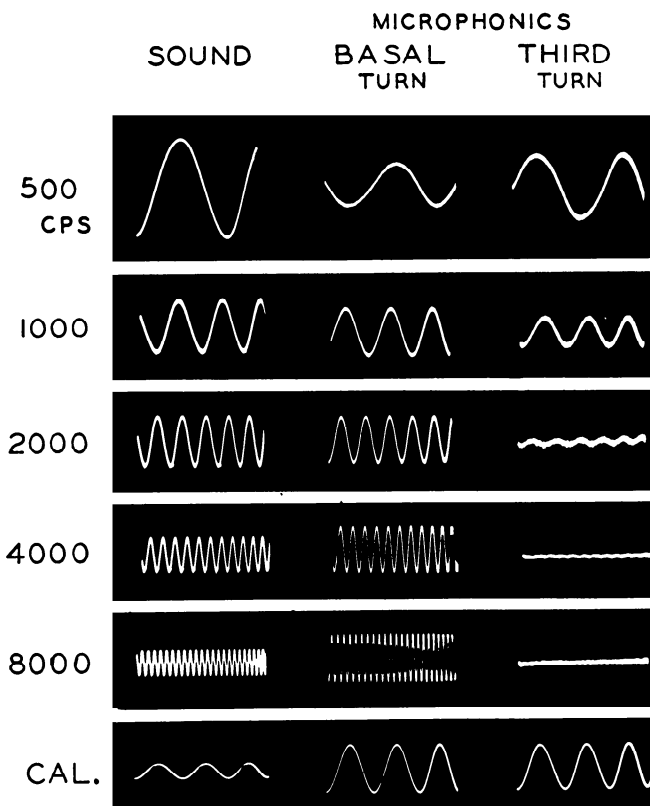 MICROPHONICS
SOUND BASAL THIRD
TURN TURN
500
CPS
1000
2000
4000
8000
CAL.